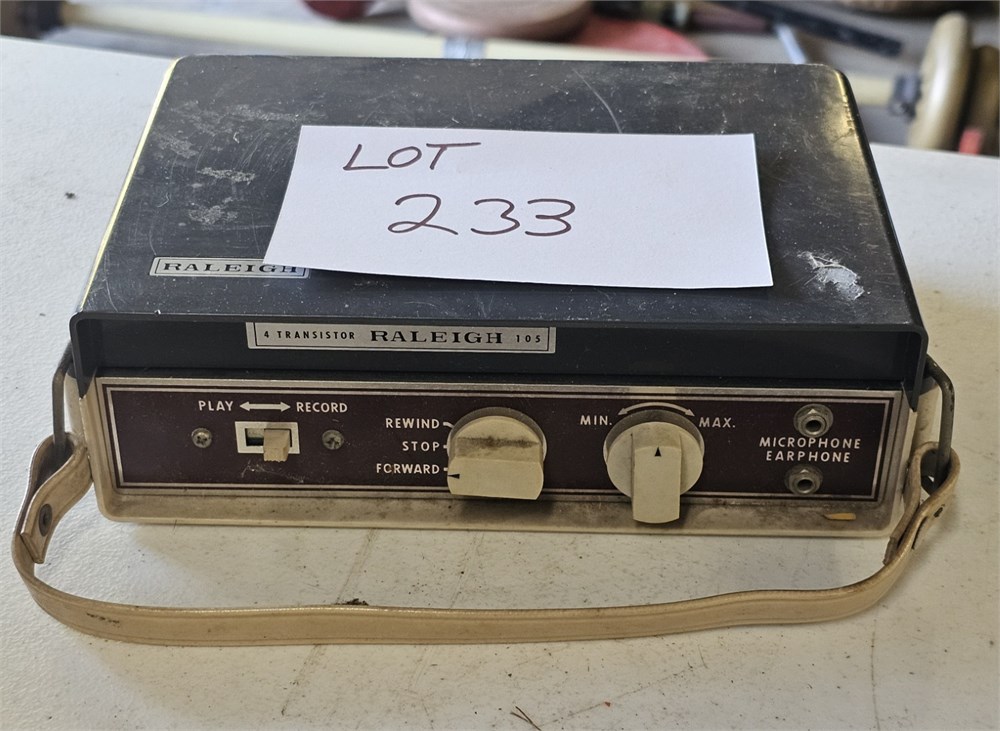 LOT
233
RALEIGH
4 TRANSISTOR RALEIGH 105
PLAY RECORD
REWIND
STOP
FORWARD
MIN. MAX.
MICROPHONE
EARPHONE